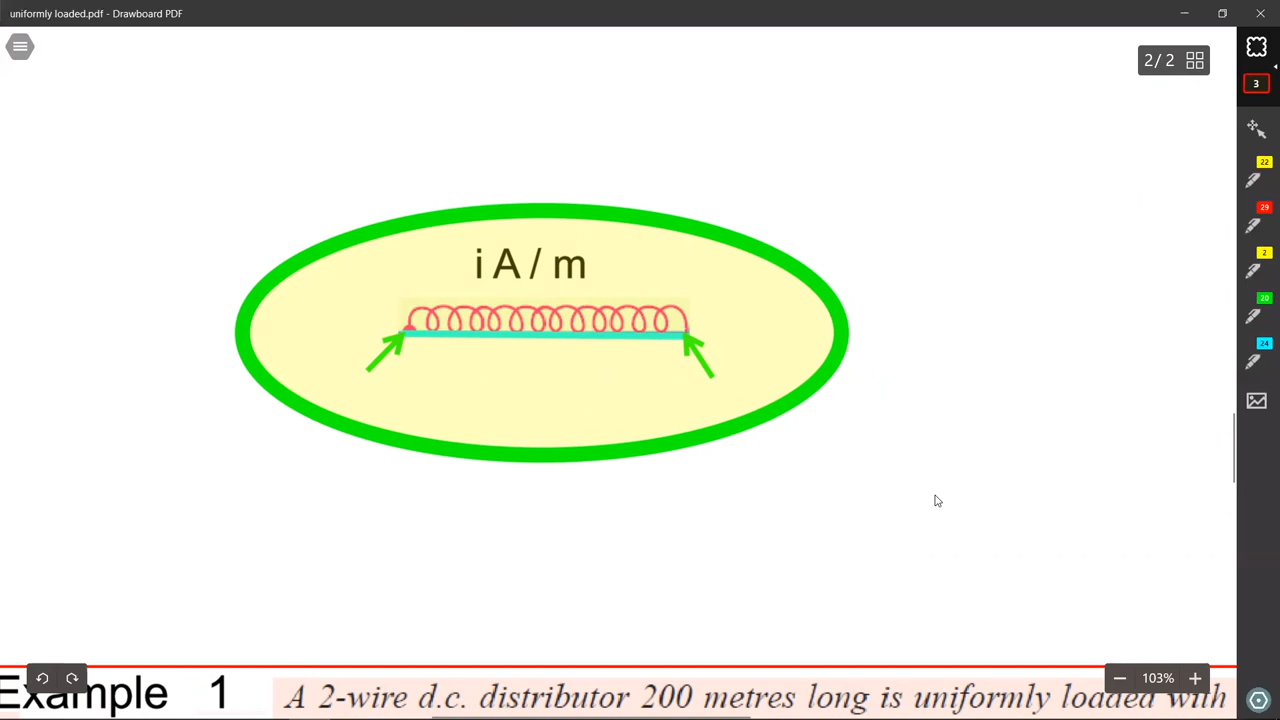 uniformly loaded.pdf - Drawboard PDF
2 / 2
3
22
29
2
20
24
i A / m
103%
Example 1 A 2-wire d.c. distributor 200 metres long is uniformly loaded with